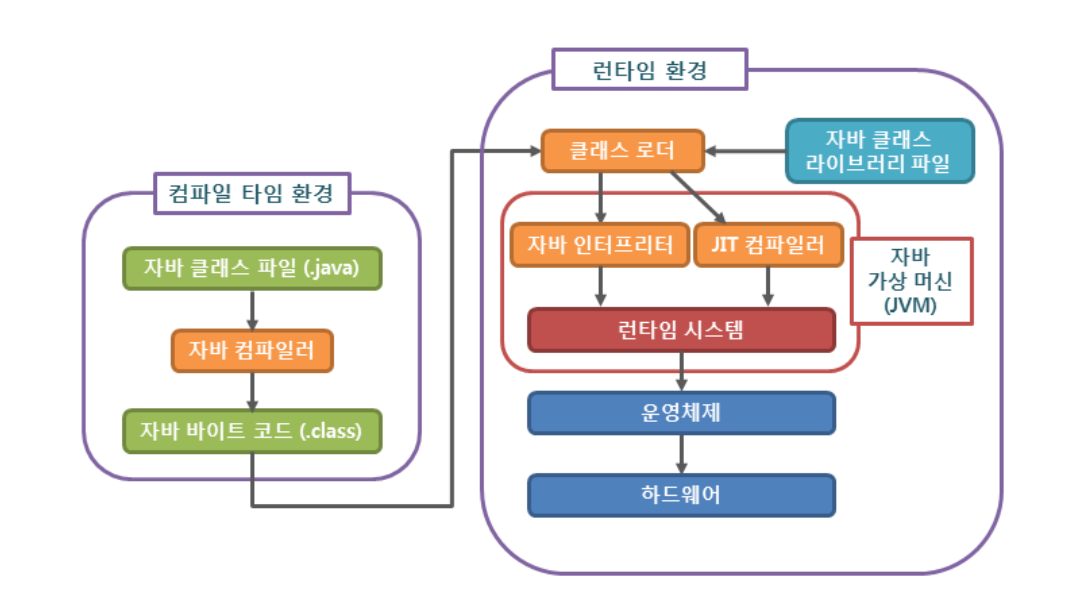 컴파일 타임 환경
자바 클래스 파일 (.java)
자바 컴파일러
자바 바이트 코드 (.class)
런타임 환경
클래스 로더
자바 클래스
라이브러리 파일
자바 인터프리터
JIT 컴파일러
자바
가상 머신
(JVM)
런타임 시스템
운영체제
하드웨어